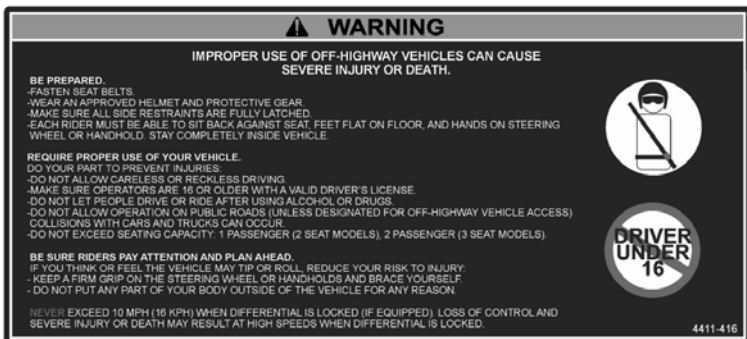 WARNING
IMPROPER USE OF OFF-HIGHWAY VEHICLES CAN CAUSE
SEVERE INJURY OR DEATH.
BE PREPARED.
-FASTEN SEAT BELTS.
-WEAR AN APPROVED HELMET AND PROTECTIVE GEAR.
-MAKE SURE ALL SIDE RESTRAINTS ARE FULLY LATCHED.
-EACH RIDER MUST BE ABLE TO SIT BACK AGAINST SEAT, FEET FLAT ON FLOOR, AND HANDS ON STEERING
WHEEL OR HANDHOLD. STAY COMPLETELY INSIDE VEHICLE.
REQUIRE PROPER USE OF YOUR VEHICLE.
DO YOUR PART TO PREVENT INJURIES:
-DO NOT ALLOW CARELESS OR RECKLESS DRIVING.
-MAKE SURE OPERATORS ARE 16 OR OLDER WITH A VALID DRIVER'S LICENSE.
-DO NOT LET PEOPLE DRIVE OR RIDE AFTER USING ALCOHOL OR DRUGS.
-DO NOT ALLOW OPERATION ON PUBLIC ROADS (UNLESS DESIGNATED FOR OFF-HIGHWAY VEHICLE ACCESS)
COLLISIONS WITH CARS AND TRUCKS CAN OCCUR.
-DO NOT EXCEED SEATING CAPACITY: 1 PASSENGER (2 SEAT MODELS), 2 PASSENGER (3 SEAT MODELS).
BE SURE RIDERS PAY ATTENTION AND PLAN AHEAD.
IF YOU THINK OR FEEL THE VEHICLE MAY TIP OR ROLL, REDUCE YOUR RISK TO INJURY:
- KEEP A FIRM GRIP ON THE STEERING WHEEL OR HANDHOLDS AND BRACE YOURSELF.
- DO NOT PUT ANY PART OF YOUR BODY OUTSIDE OF THE VEHICLE FOR ANY REASON.
NEVER EXCEED 10 MPH (16 KPH) WHEN DIFFERENTIAL IS LOCKED (IF EQUIPPED). LOSS OF CONTROL AND
SEVERE INJURY OR DEATH MAY RESULT AT HIGH SPEEDS WHEN DIFFERENTIAL IS LOCKED.
DRIVER
UNDER
16
4411-416